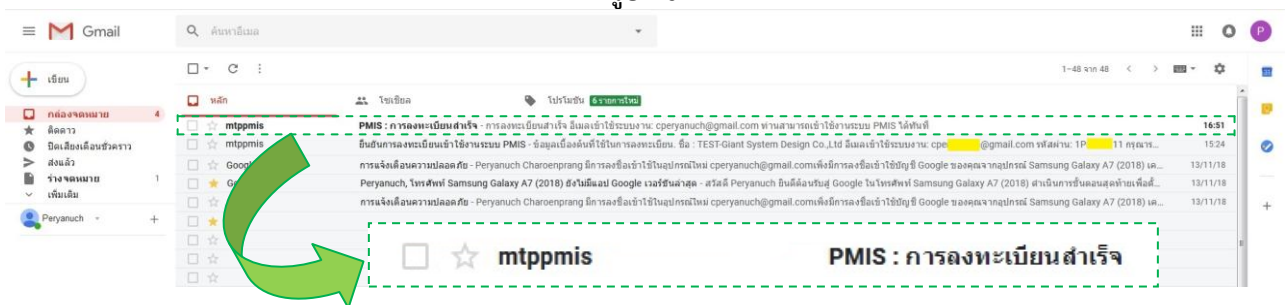 Gmail
ค้นหาอีเมล
P
เขียน
1–48 จาก 48
หลัก
โซเชียล
โปรโมชัน 6 รายการใหม่
กล่องจดหมาย 4
ติดดาว
ปิดเสียงเตือนชั่วคราว
ส่งแล้ว
ร่างจดหมาย 1
เพิ่มเติม
Peryanuch
mtppmis PMIS : การลงทะเบียนสำเร็จ - การลงทะเบียนสำเร็จ อีเมลเข้าใช้ระบบงาน: cperyanuch@gmail.com ท่านสามารถเข้าใช้งานระบบ PMIS ได้ทันที 16:51
mtppmis ยืนยันการลงทะเบียนเข้าใช้งานระบบ PMIS - ข้อมูลเบื้องต้นที่ใช้ในการลงทะเบียน. ชื่อ : TEST-Giant System Design Co.,Ltd อีเมลเข้าใช้ระบบงาน: cper @gmail.com รหัสผ่าน: 1P 11 กรุณาร... 15:24
Google การแจ้งเตือนความปลอดภัย - Peryanuch Charoenprang มีการลงชื่อเข้าใช้ในอุปกรณ์ใหม่ cperyanuch@gmail.comเพิ่งมีการลงชื่อเข้าใช้บัญชี Google ของคุณจากอุปกรณ์ Samsung Galaxy A7 (2018) เค... 13/11/18
Peryanuch, โทรศัพท์ Samsung Galaxy A7 (2018) ยังไม่มีแอป Google เวอร์ชันล่าสุด - สวัสดี Peryanuch ยินดีต้อนรับสู่ Google ในโทรศัพท์ Samsung Galaxy A7 (2018) ดำเนินการขั้นตอนสุดท้ายเพื่อตั้... 13/11/18
การแจ้งเตือนความปลอดภัย - Peryanuch Charoenprang มีการลงชื่อเข้าใช้ในอุปกรณ์ใหม่ cperyanuch@gmail.comเพิ่งมีการลงชื่อเข้าใช้บัญชี Google ของคุณจากอุปกรณ์ Samsung Galaxy A7 (2018) เค... 13/11/18
mtppmis PMIS : การลงทะเบียนสำเร็จ